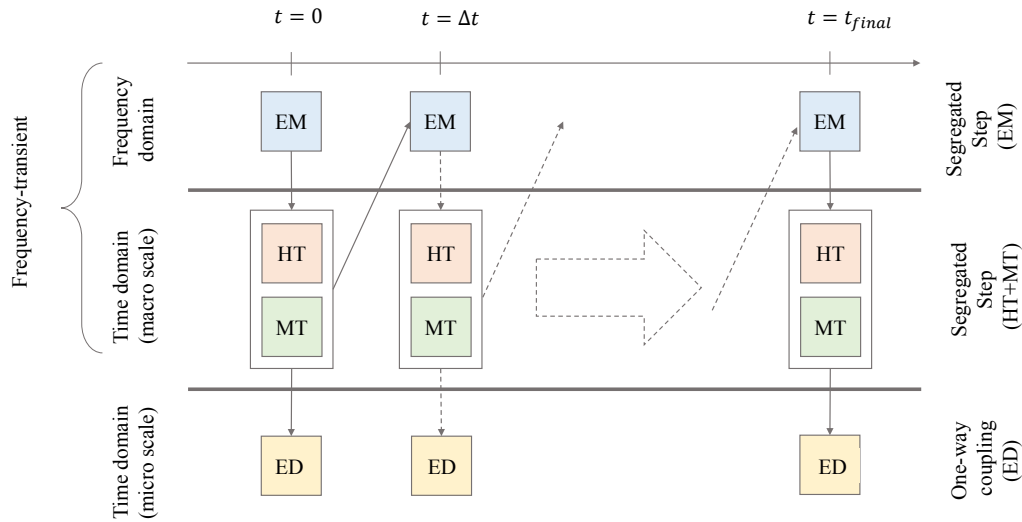 t = 0
t = Δt
t = t_final
Frequency-transient
Frequency
domain
EM
EM
EM
Segregated
Step
(EM)
Time domain
(macro scale)
HT
HT
HT
MT
MT
MT
Segregated
Step
(HT+MT)
Time domain
(micro scale)
ED
ED
ED
One-way
coupling
(ED)